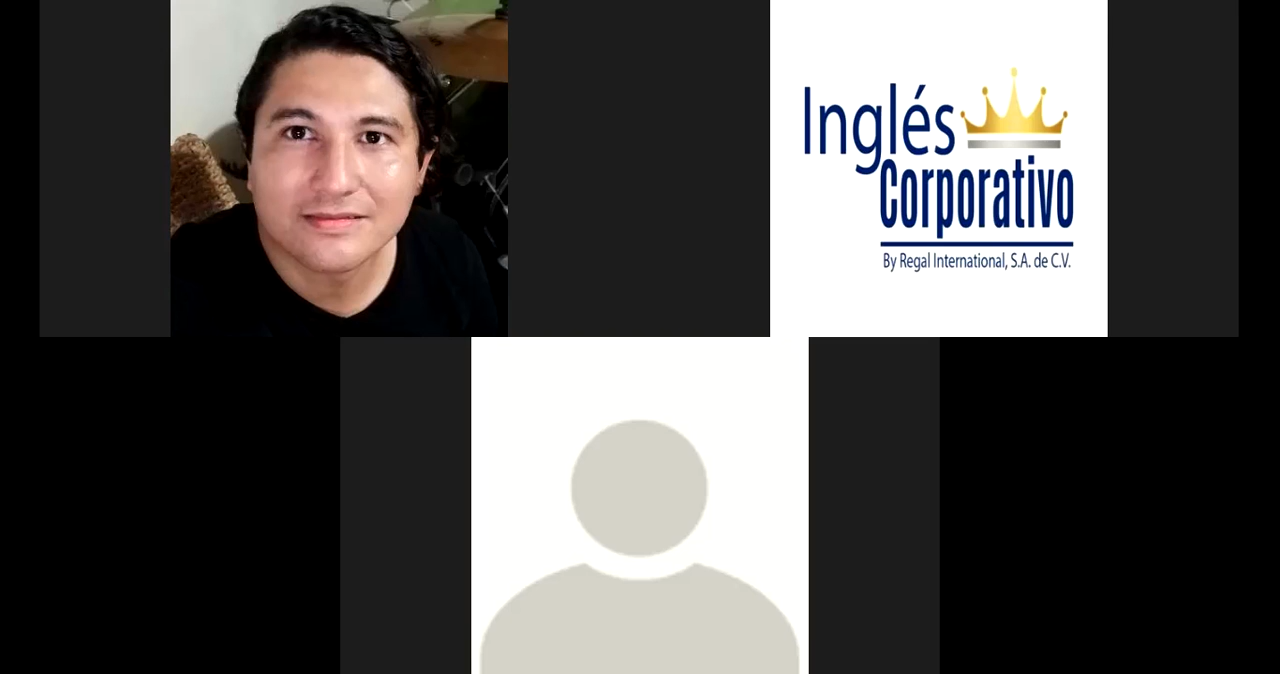 Inglés
Corporativo
By Regal International, S.A. de C.V.